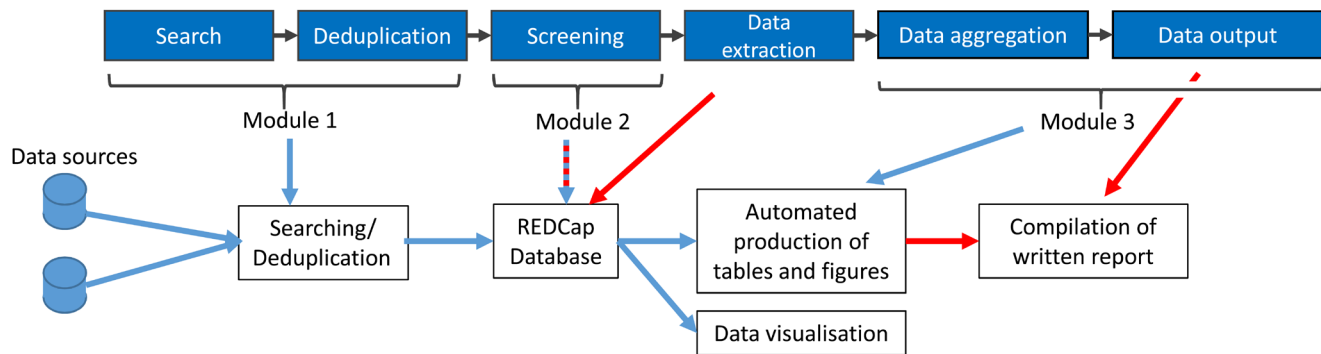 Search
Deduplication
Screening
Data
extraction
Data aggregation
Data output
Module 1
Module 2
Module 3
Data sources
Searching/
Deduplication
REDCap
Database
Automated
production of
tables and figures
Compilation of
written report
Data visualisation